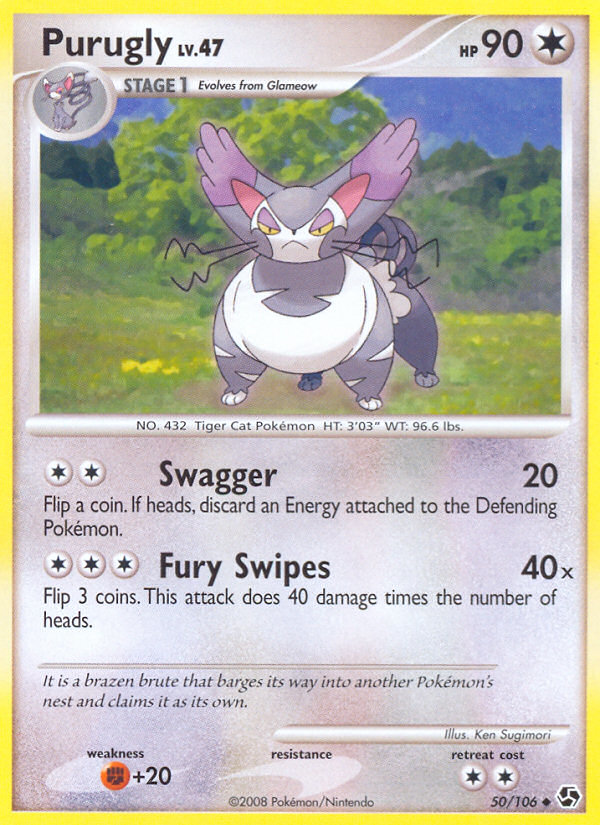 Purugly LV.47
HP 90
STAGE 1 Evolves from Glameow
NO. 432 Tiger Cat Pokémon HT: 3'03" WT: 96.6 lbs.
Swagger 20
Flip a coin. If heads, discard an Energy attached to the Defending
Pokémon.
Fury Swipes 40x
Flip 3 coins. This attack does 40 damage times the number of
heads.
It is a brazen brute that barges its way into another Pokémon's
nest and claims it as its own.
Illus. Ken Sugimori
weakness resistance retreat cost
+20
©2008 Pokémon/Nintendo 50/106